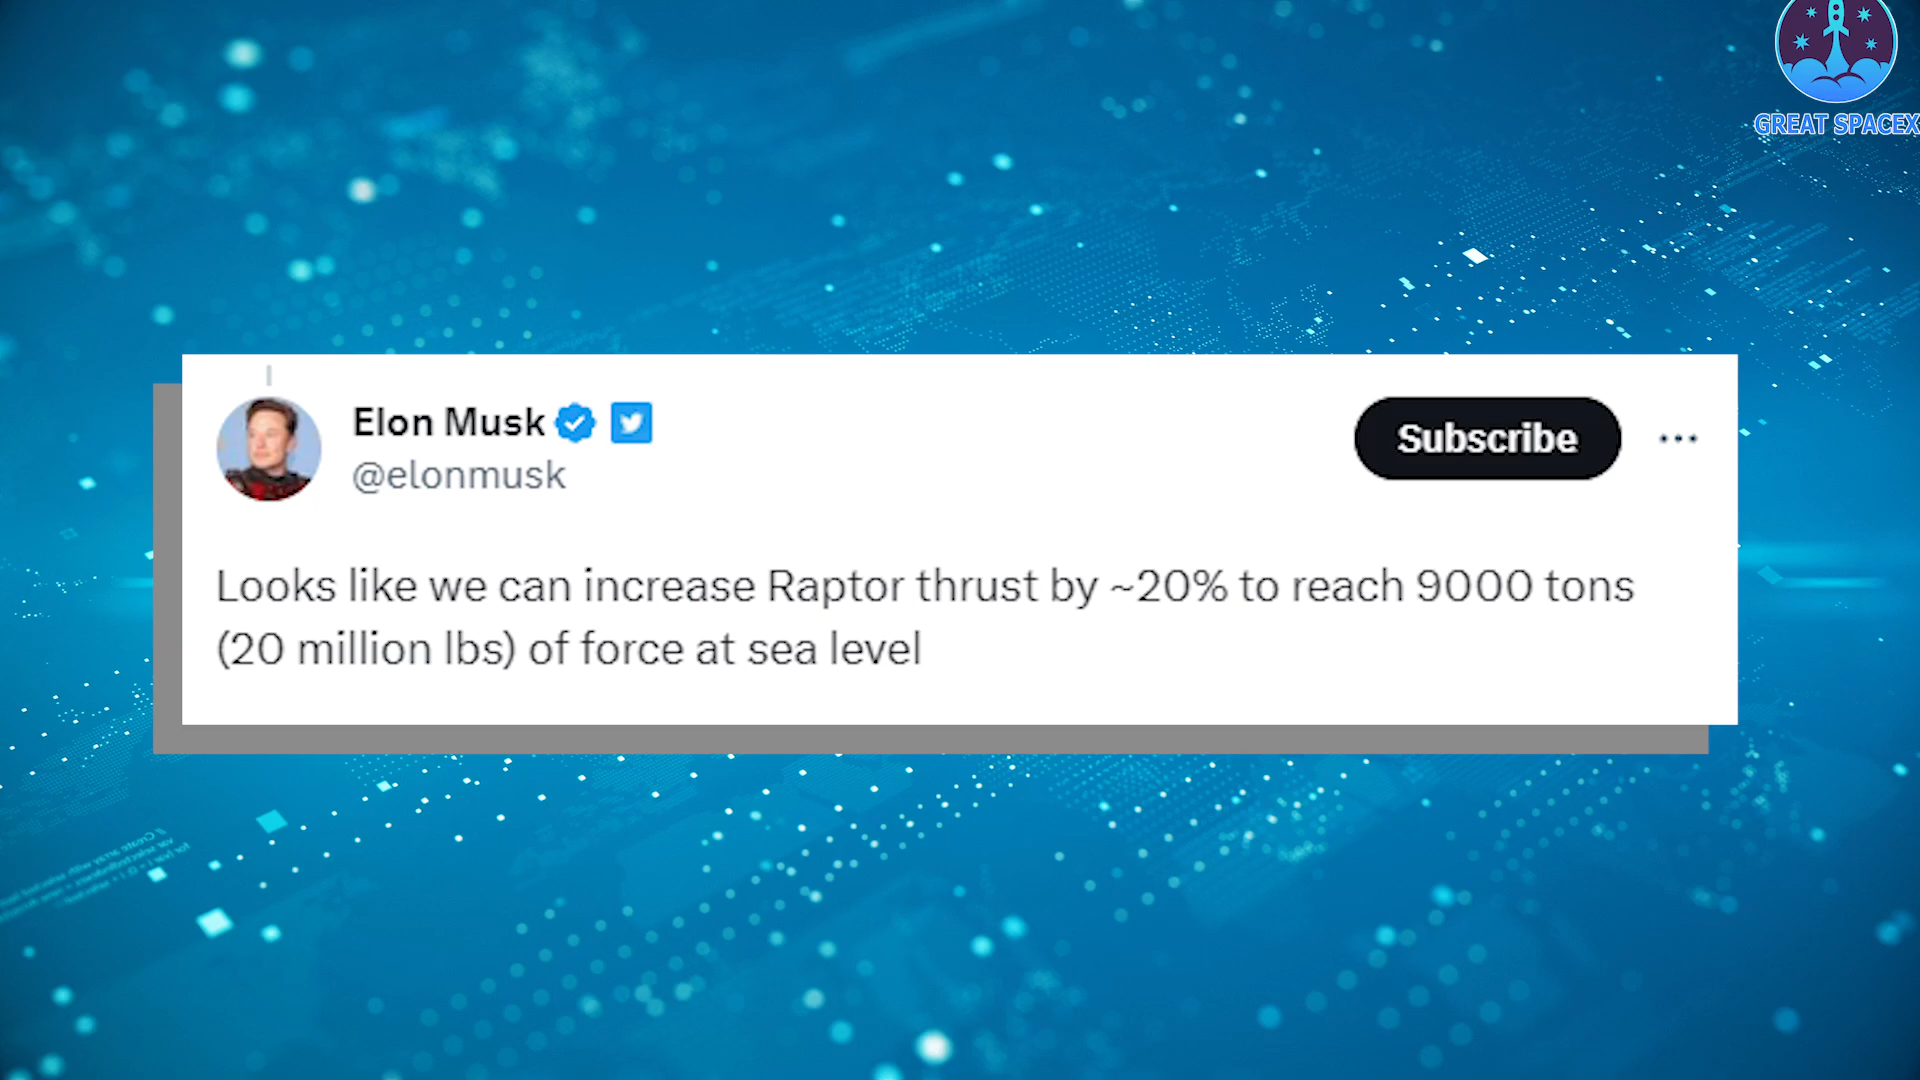 GREAT SPACEX
Elon Musk
@elonmusk
Subscribe
Looks like we can increase Raptor thrust by ~20% to reach 9000 tons
(20 million lbs) of force at sea level